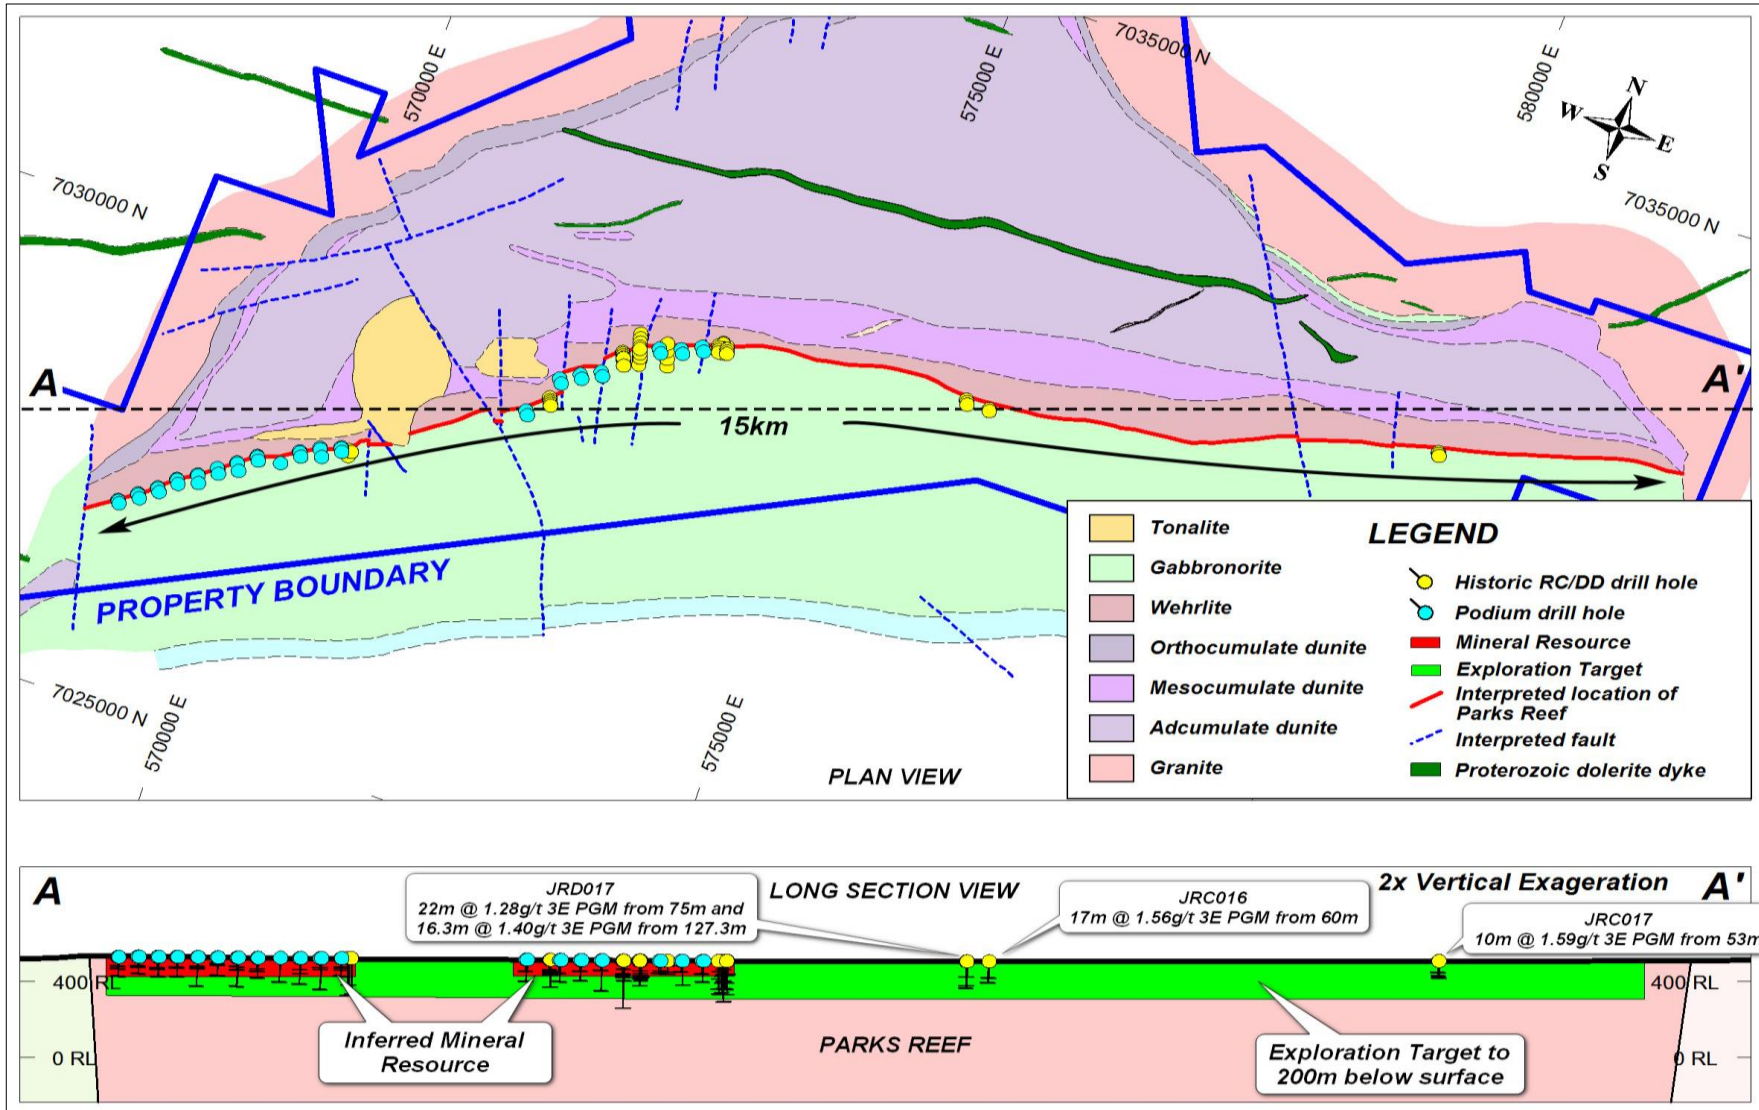 570000 E
575000 E
7035000 N
580000 E
N
W
E
S
7030000 N
7035000 N
A
A'
15km
PROPERTY BOUNDARY
7025000 N
570000 E
575000 E
PLAN VIEW
LEGEND
Tonalite
Gabbronorite
Wehrlite
Orthocumulate dunite
Mesocumulate dunite
Adcumulate dunite
Granite
Historic RC/DD drill hole
Podium drill hole
Mineral Resource
Exploration Target
Interpreted location of
Parks Reef
Interpreted fault
Proterozoic dolerite dyke
A
LONG SECTION VIEW
2x Vertical Exageration
A'
JRD017
22m @ 1.28g/t 3E PGM from 75m and
16.3m @ 1.40g/t 3E PGM from 127.3m
JRC016
17m @ 1.56g/t 3E PGM from 60m
JRC017
10m @ 1.59g/t 3E PGM from 53m
400 RL
400 RL
Inferred Mineral
Resource
PARKS REEF
Exploration Target to
200m below surface
0 RL
0 RL